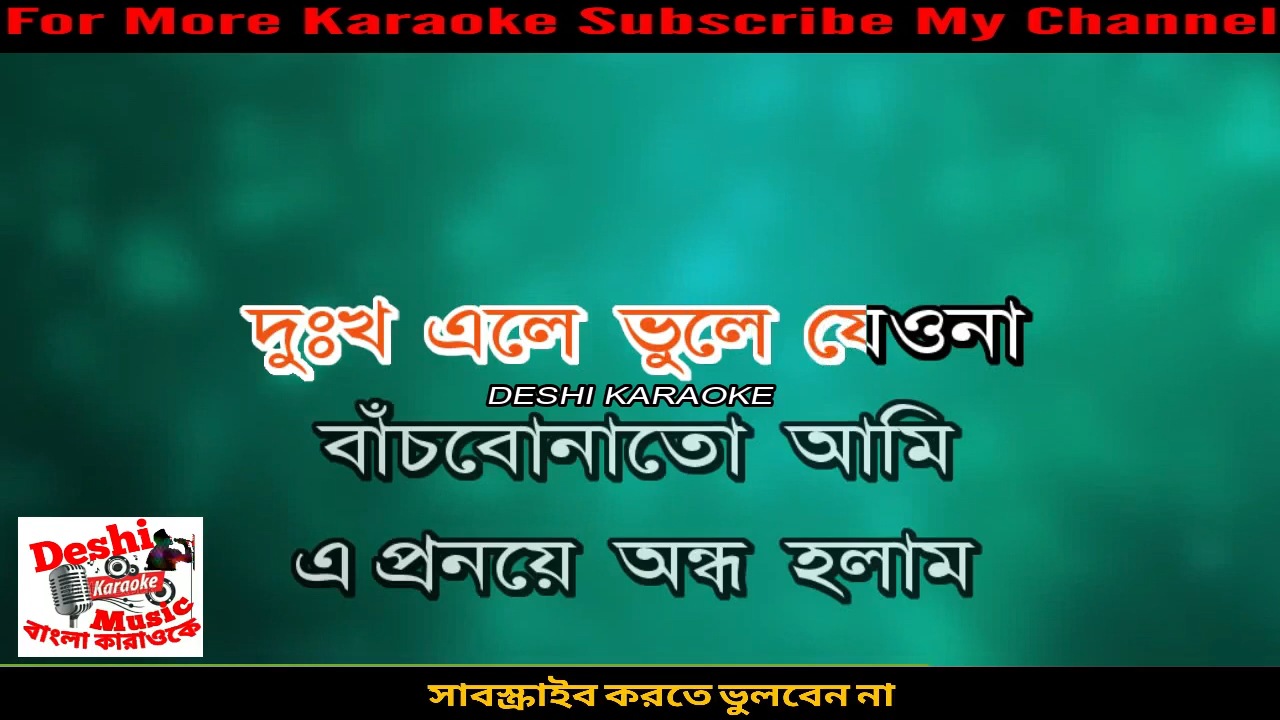 For More Karaoke Subscribe My Channel
দুঃখ এলে ভুলে যেওনা
DESHI KARAOKE
বাঁচবোনাতো আমি
এ প্রনয়ে অন্ধ হলাম
Deshi
Karaoke
Music
বাংলা কারাওকে
সাবস্ক্রাইব করতে ভুলবেন না